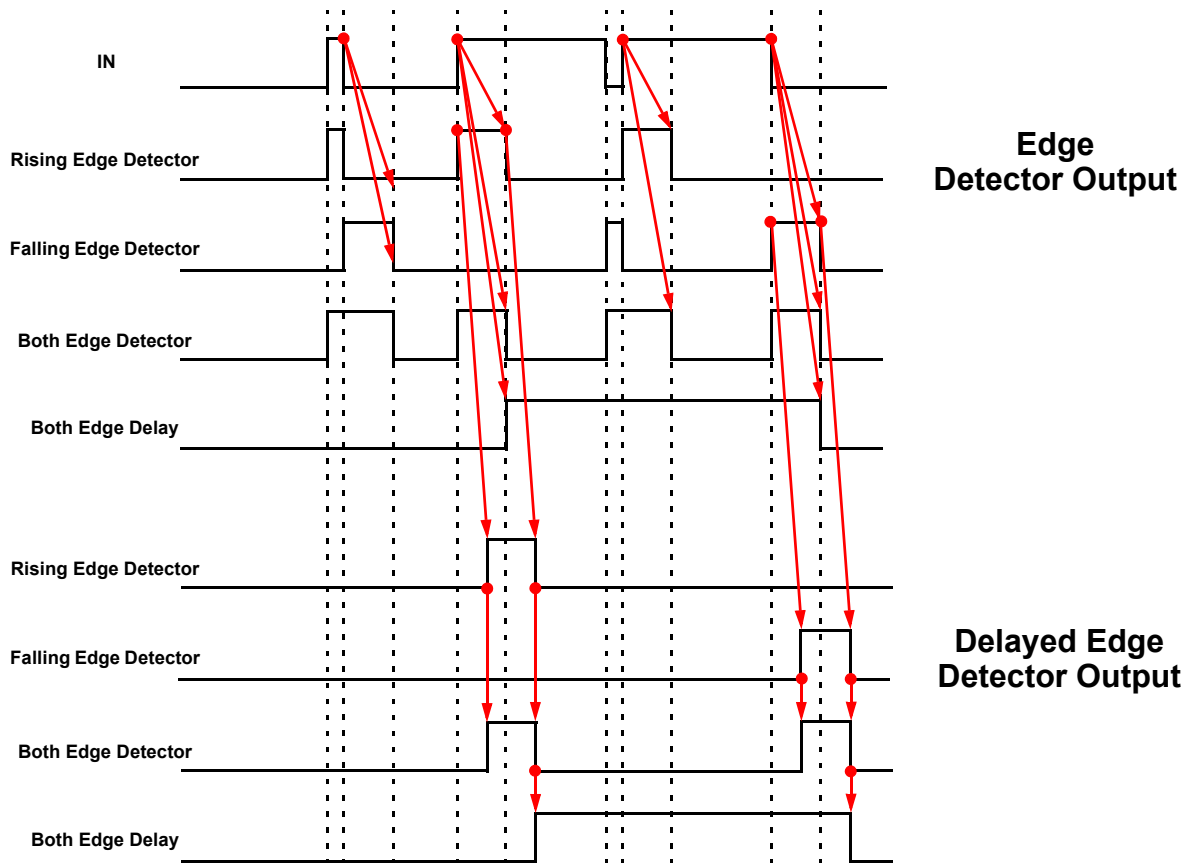 IN
Rising Edge Detector
Edge
Detector Output
Falling Edge Detector
Both Edge Detector
Both Edge Delay
Rising Edge Detector
Falling Edge Detector
Delayed Edge
Detector Output
Both Edge Detector
Both Edge Delay